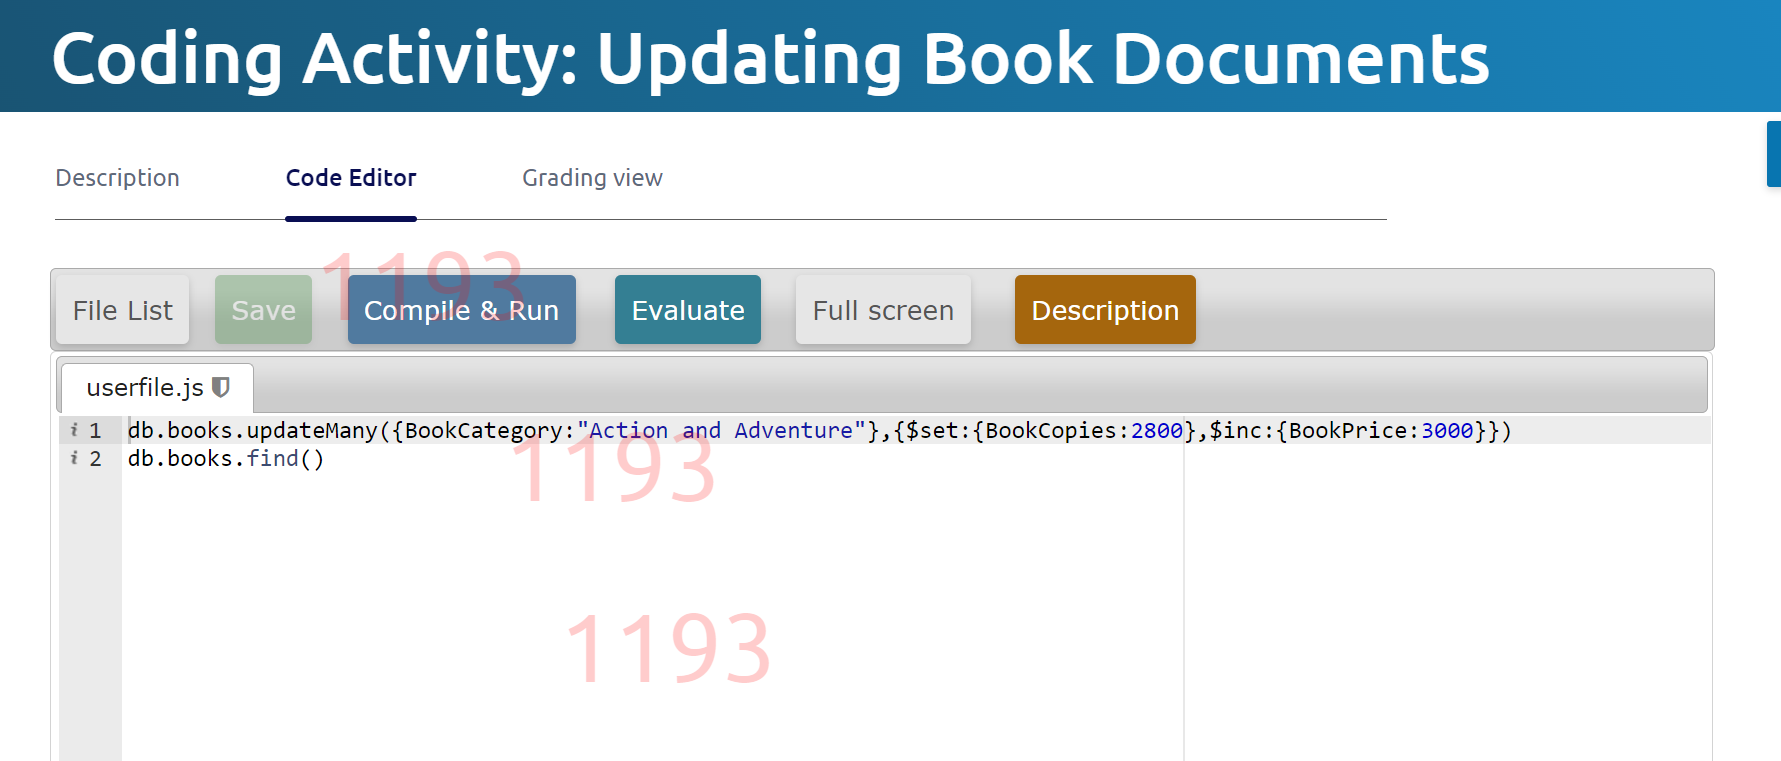 Coding Activity: Updating Book Documents
Description Code Editor Grading view
1193
File List Save Compile & Run Evaluate Full screen Description
userfile.js
i 1 db.books.updateMany({BookCategory:"Action and Adventure"},{$set:{BookCopies:2800},$inc:{BookPrice:3000}})
i 2 db.books.find()
1193
1193